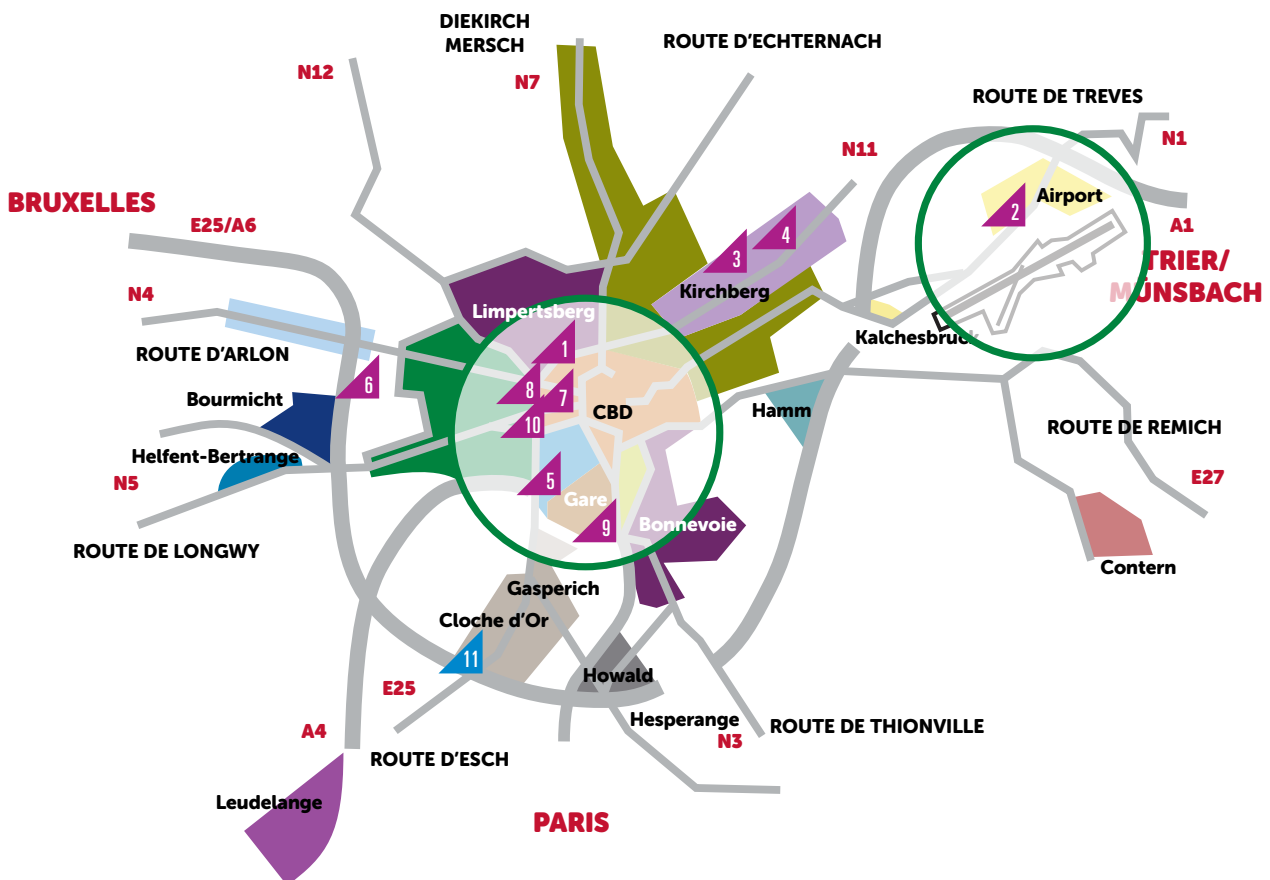 DIEKIRCH
MERSCH
ROUTE D'ECHTERNACH
N12
N7
ROUTE DE TREVES
N1
N11
BRUXELLES
E25/A6
Airport
2
A1
4
3
TRIER/
MÜNSBACH
Kirchberg
N4
Limpertsberg
Kalchesbruck
ROUTE D'ARLON
1
6
8
7
Bourmicht
CBD
Hamm
10
ROUTE DE REMICH
Helfent-Bertrange
N5
5
E27
Gare
9
Bonnevoie
ROUTE DE LONGWY
Contern
Gasperich
Cloche d'Or
11
Howald
E25
Hesperange
ROUTE DE THIONVILLE
A4
N3
ROUTE D'ESCH
Leudelange
PARIS